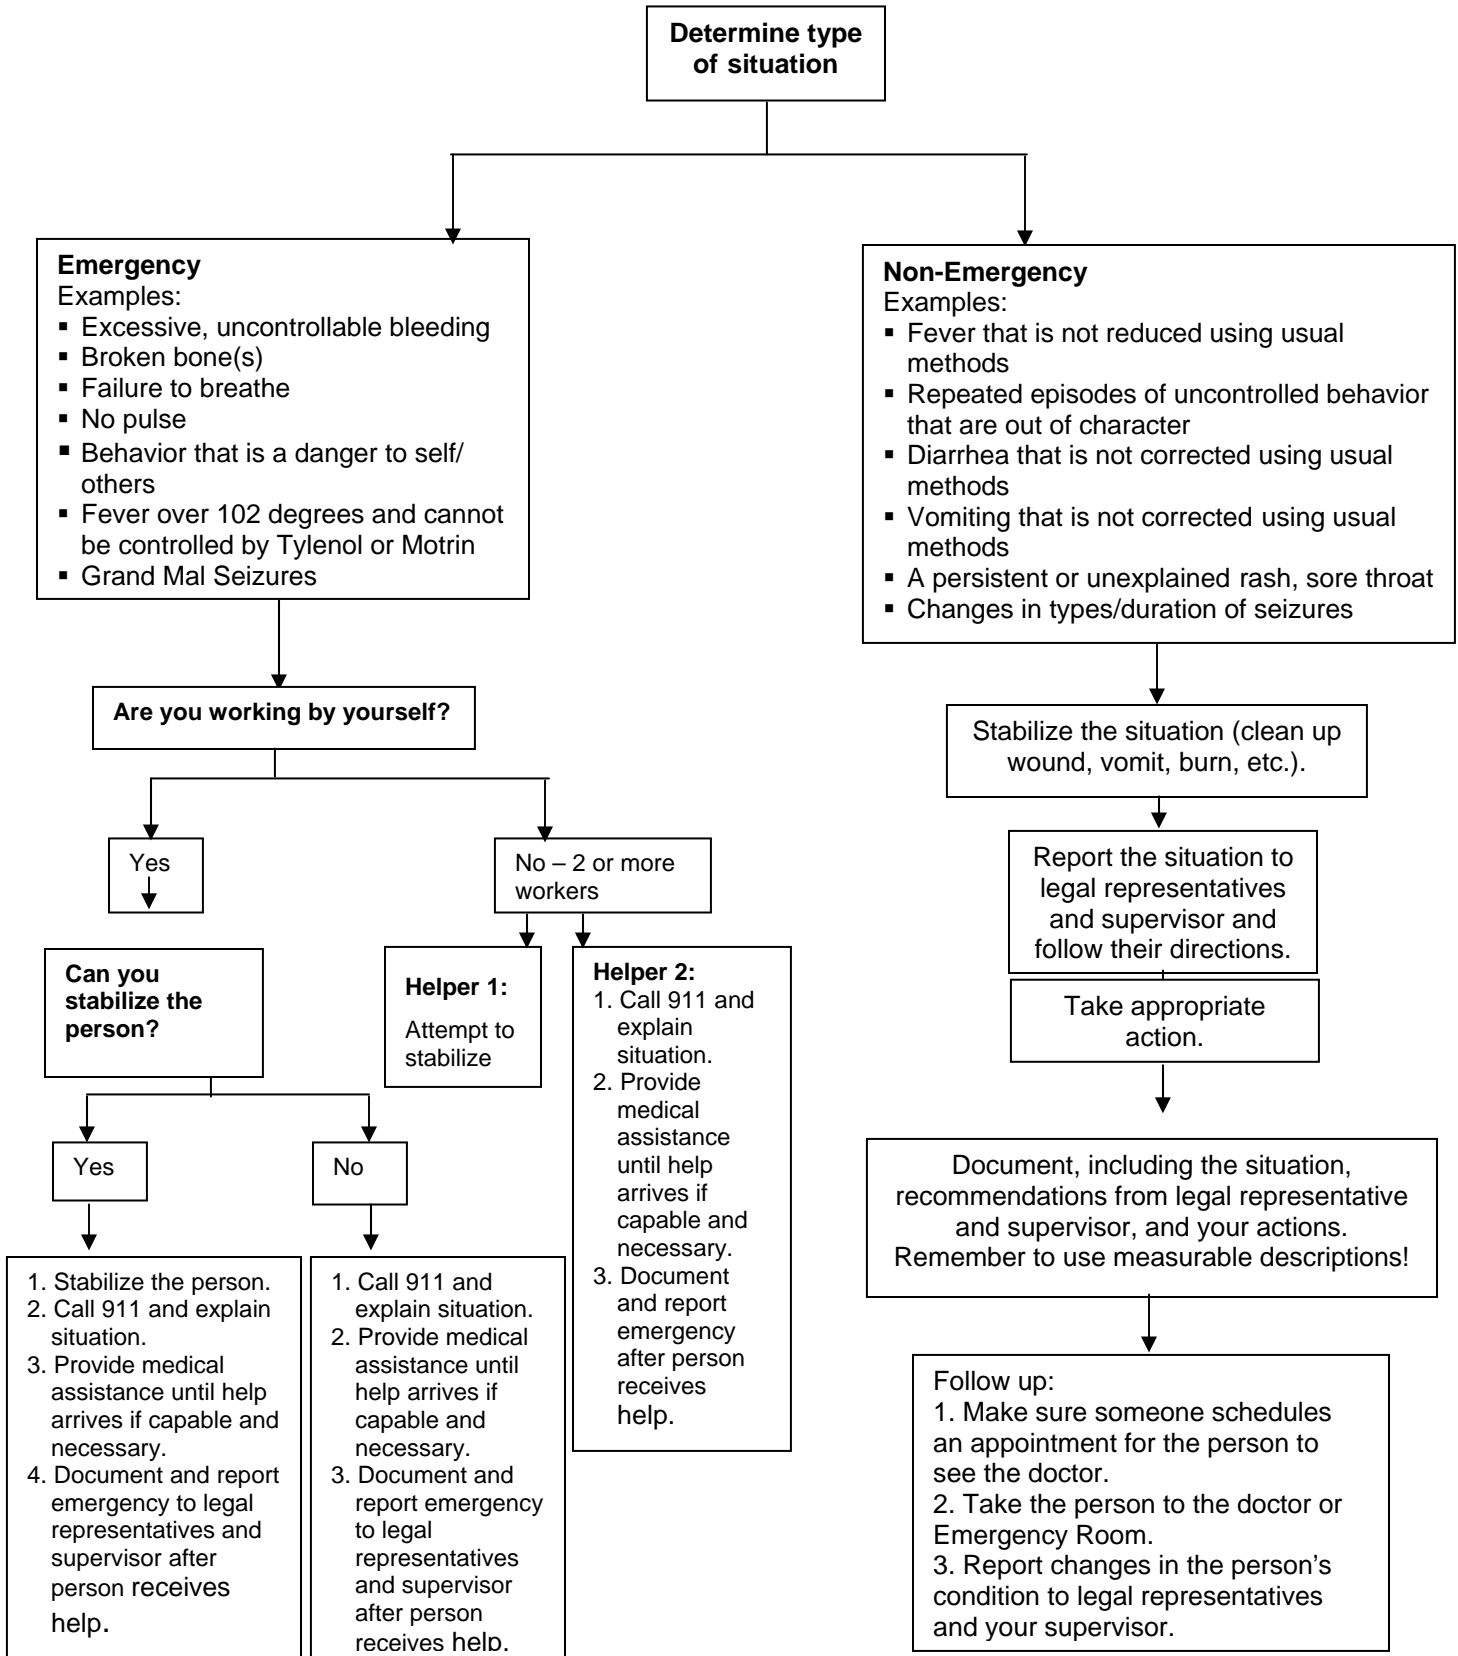 Determine type
of situation
Emergency
Examples:
▪ Excessive, uncontrollable bleeding
▪ Broken bone(s)
▪ Failure to breathe
▪ No pulse
▪ Behavior that is a danger to self/
others
▪ Fever over 102 degrees and cannot
be controlled by Tylenol or Motrin
▪ Grand Mal Seizures
Are you working by yourself?
Yes
No – 2 or more
workers
Can you
stabilize the
person?
Helper 1:
Attempt to
stabilize
Helper 2:
1. Call 911 and
explain
situation.
2. Provide
medical
assistance
until help
arrives if
capable and
necessary.
3. Document
and report
emergency
after person
receives
help.
Yes
No
1. Stabilize the person.
2. Call 911 and explain
situation.
3. Provide medical
assistance until help
arrives if capable and
necessary.
4. Document and report
emergency to legal
representatives and
supervisor after
person receives
help.
1. Call 911 and
explain situation.
2. Provide medical
assistance until
help arrives if
capable and
necessary.
3. Document and
report emergency
to legal
representatives
and supervisor
after person
receives help.
Non-Emergency
Examples:
▪ Fever that is not reduced using usual
methods
▪ Repeated episodes of uncontrolled behavior
that are out of character
▪ Diarrhea that is not corrected using usual
methods
▪ Vomiting that is not corrected using usual
methods
▪ A persistent or unexplained rash, sore throat
▪ Changes in types/duration of seizures
Stabilize the situation (clean up
wound, vomit, burn, etc.).
Report the situation to
legal representatives
and supervisor and
follow their directions.
Take appropriate
action.
Document, including the situation,
recommendations from legal representative
and supervisor, and your actions.
Remember to use measurable descriptions!
Follow up:
1. Make sure someone schedules
an appointment for the person to
see the doctor.
2. Take the person to the doctor or
Emergency Room.
3. Report changes in the person's
condition to legal representatives
and your supervisor.